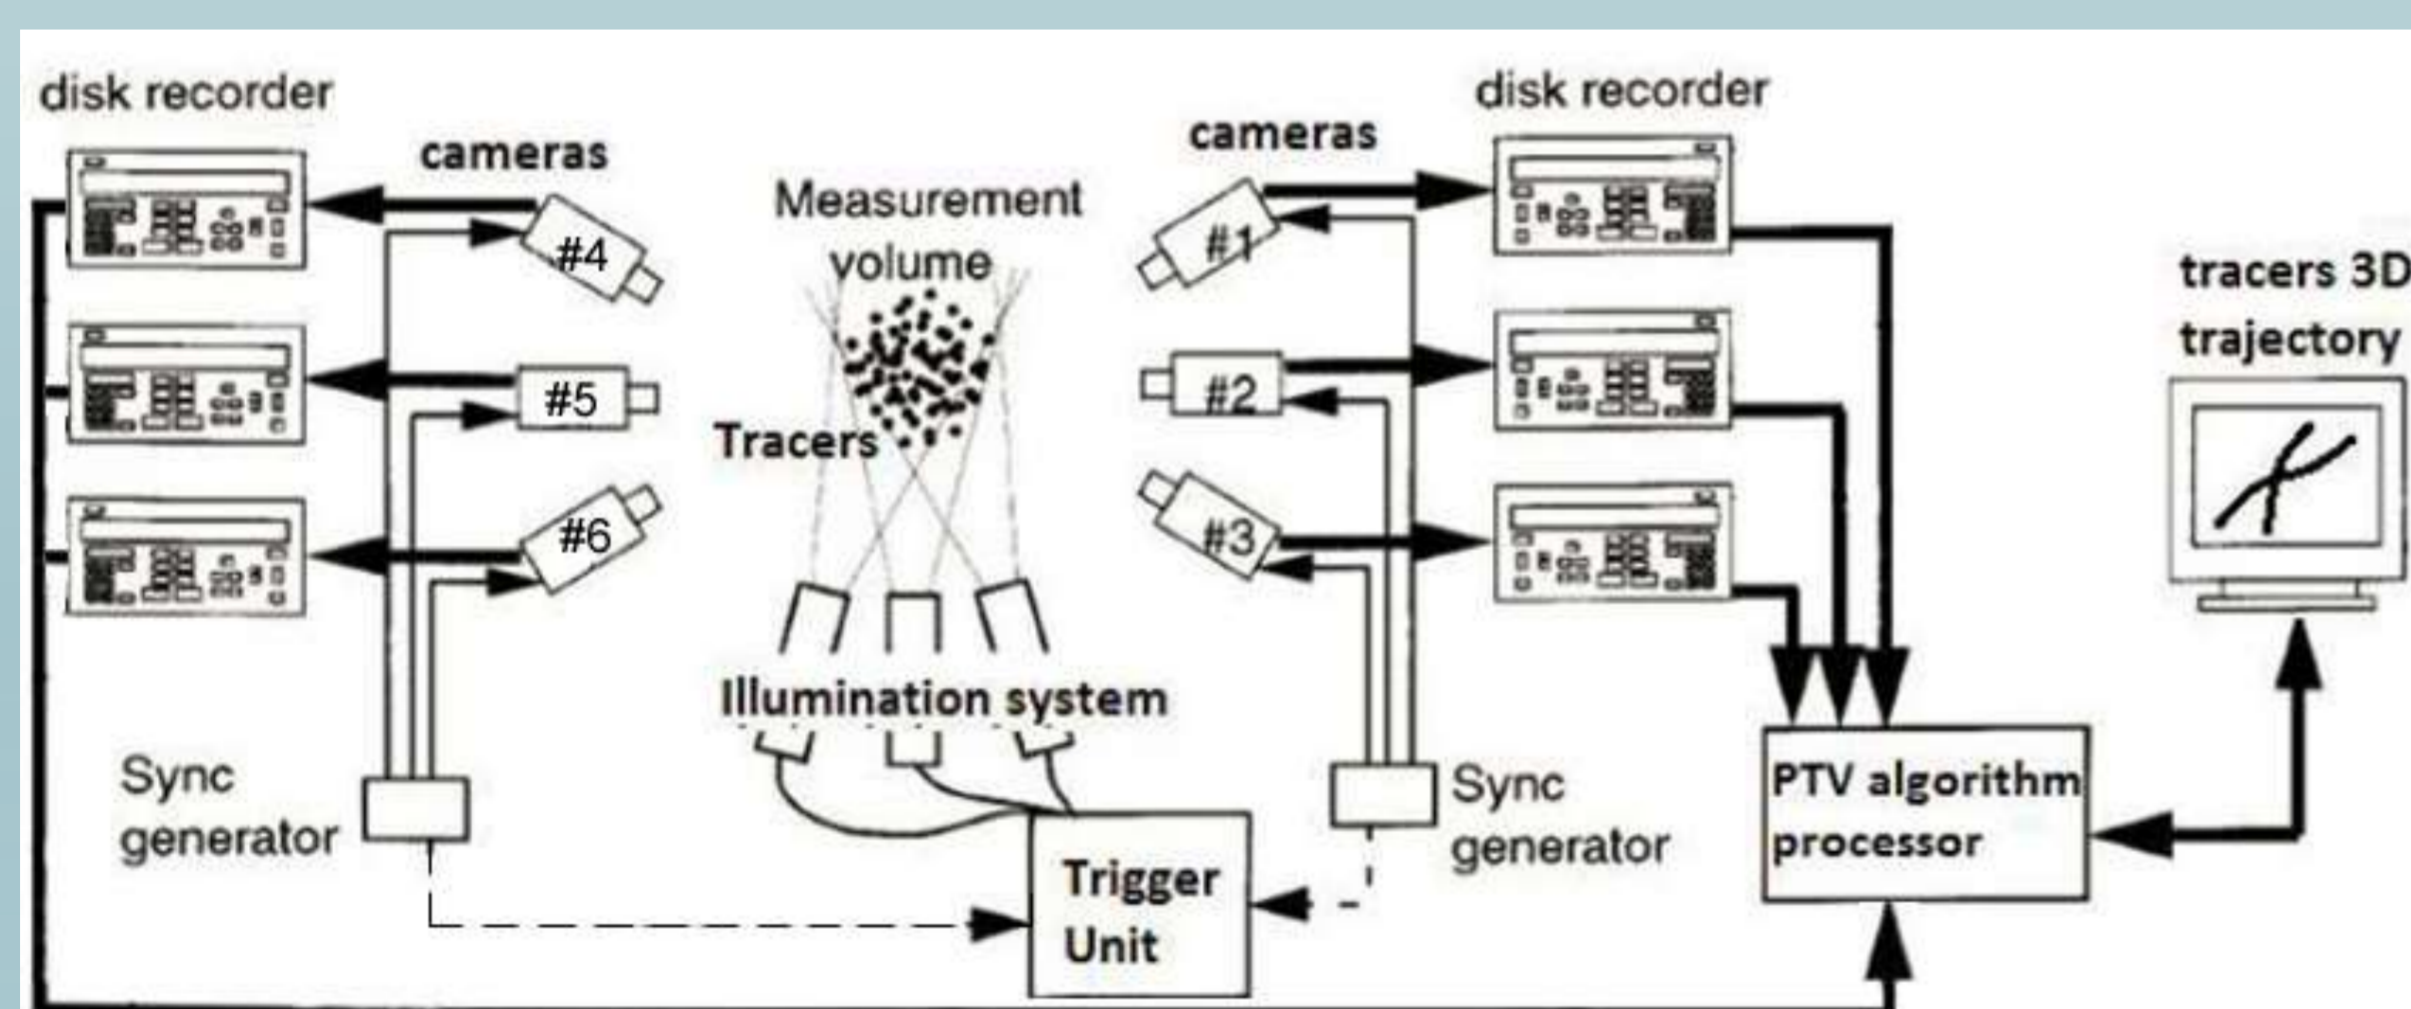 disk recorder
cameras
#4
#5
#6
Sync
generator
Measurement
volume
Tracers
Illumination system
Trigger
Unit
cameras
#1
#2
#3
disk recorder
Sync
generator
PTV algorithm
processor
tracers 3D
trajectory